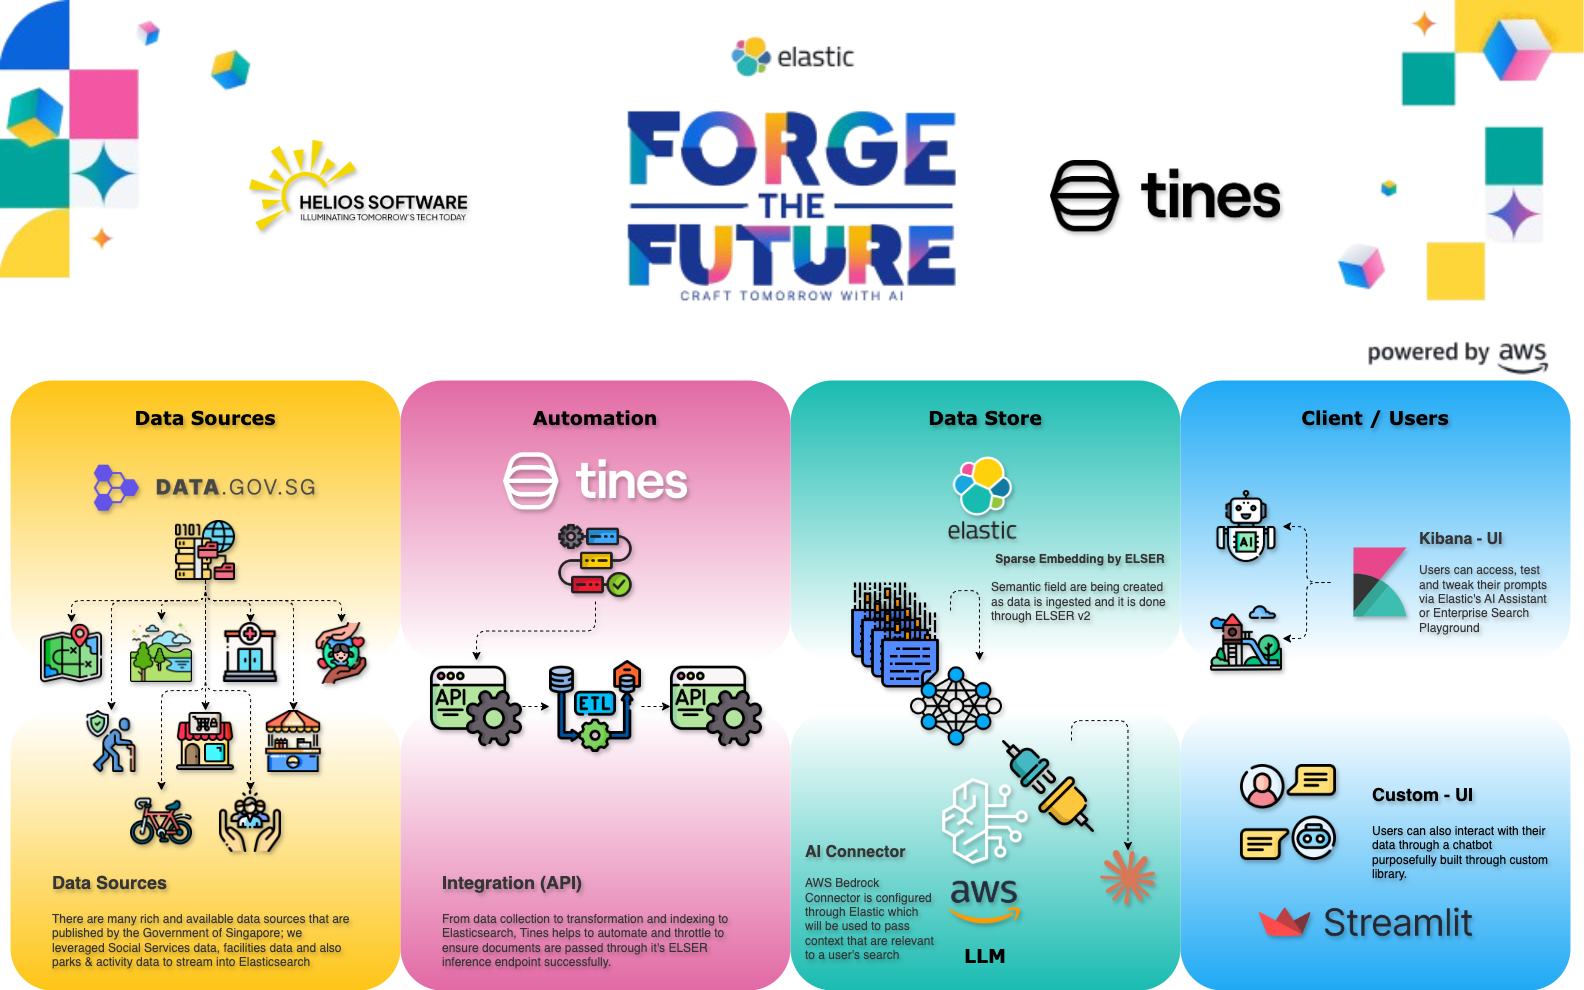 elastic
FORGE
THE
FUTURE
CRAFT TOMORROW WITH AI
HELIOS SOFTWARE
ILLUMINATING TOMORROW'S TECH TODAY
tines
powered by aws
Data Sources
DATA.GOV.SG
0101
Data Sources
There are many rich and available data sources that are
published by the Government of Singapore; we
leveraged Social Services data, facilities data and also
parks & activity data to stream into Elasticsearch
Automation
tines
API
ETL
API
Integration (API)
From data collection to transformation and indexing to
Elasticsearch, Tines helps to automate and throttle to
ensure documents are passed through it's ELSER
inference endpoint successfully.
Data Store
elastic
Sparse Embedding by ELSER
Semantic field are being created
as data is ingested and it is done
through ELSER v2
AI Connector
AWS Bedrock
Connector is configured
through Elastic which
will be used to pass
context that are relevant
to a user's search
aws
LLM
Client / Users
AI
Kibana - UI
Users can access, test
and tweak their prompts
via Elastic's AI Assistant
or Enterprise Search
Playground
Custom - UI
Users can also interact with their
data through a chatbot
purposefully built through custom
library.
Streamlit